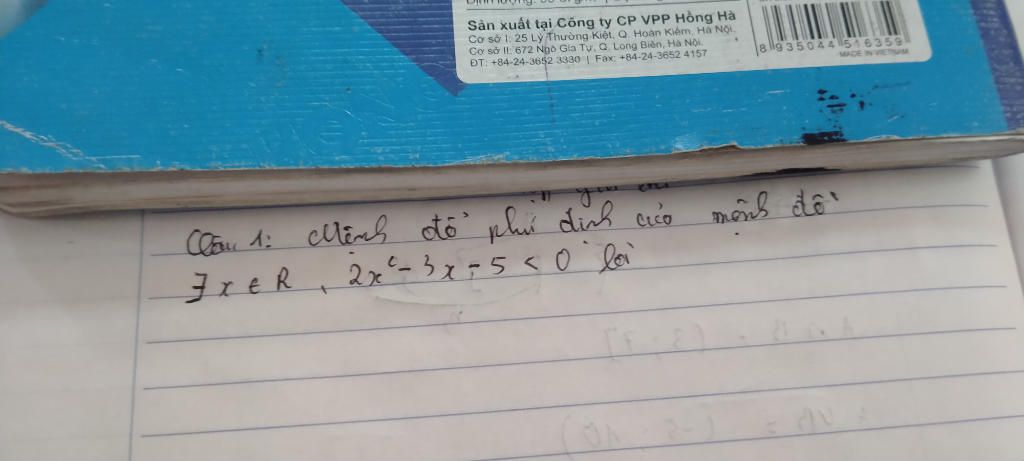 Sản xuất tại Công ty CP VPP Hồng Hà
Cơ sở I: 25 Lý Thường Kiệt, Q. Hoàn Kiếm, Hà Nội.
Cơ sở II: 672 Ngô Gia Tự, Q. Long Biên, Hà Nội.
ĐT: +84-24-3652 3330 | Fax: +84-24-3652 4157
8 935044 516359
MADE IN VIETNAM
Câu 1: Mệnh đề phủ định của mệnh đề
∃x ∈ R, 2x² - 3x - 5 < 0 là